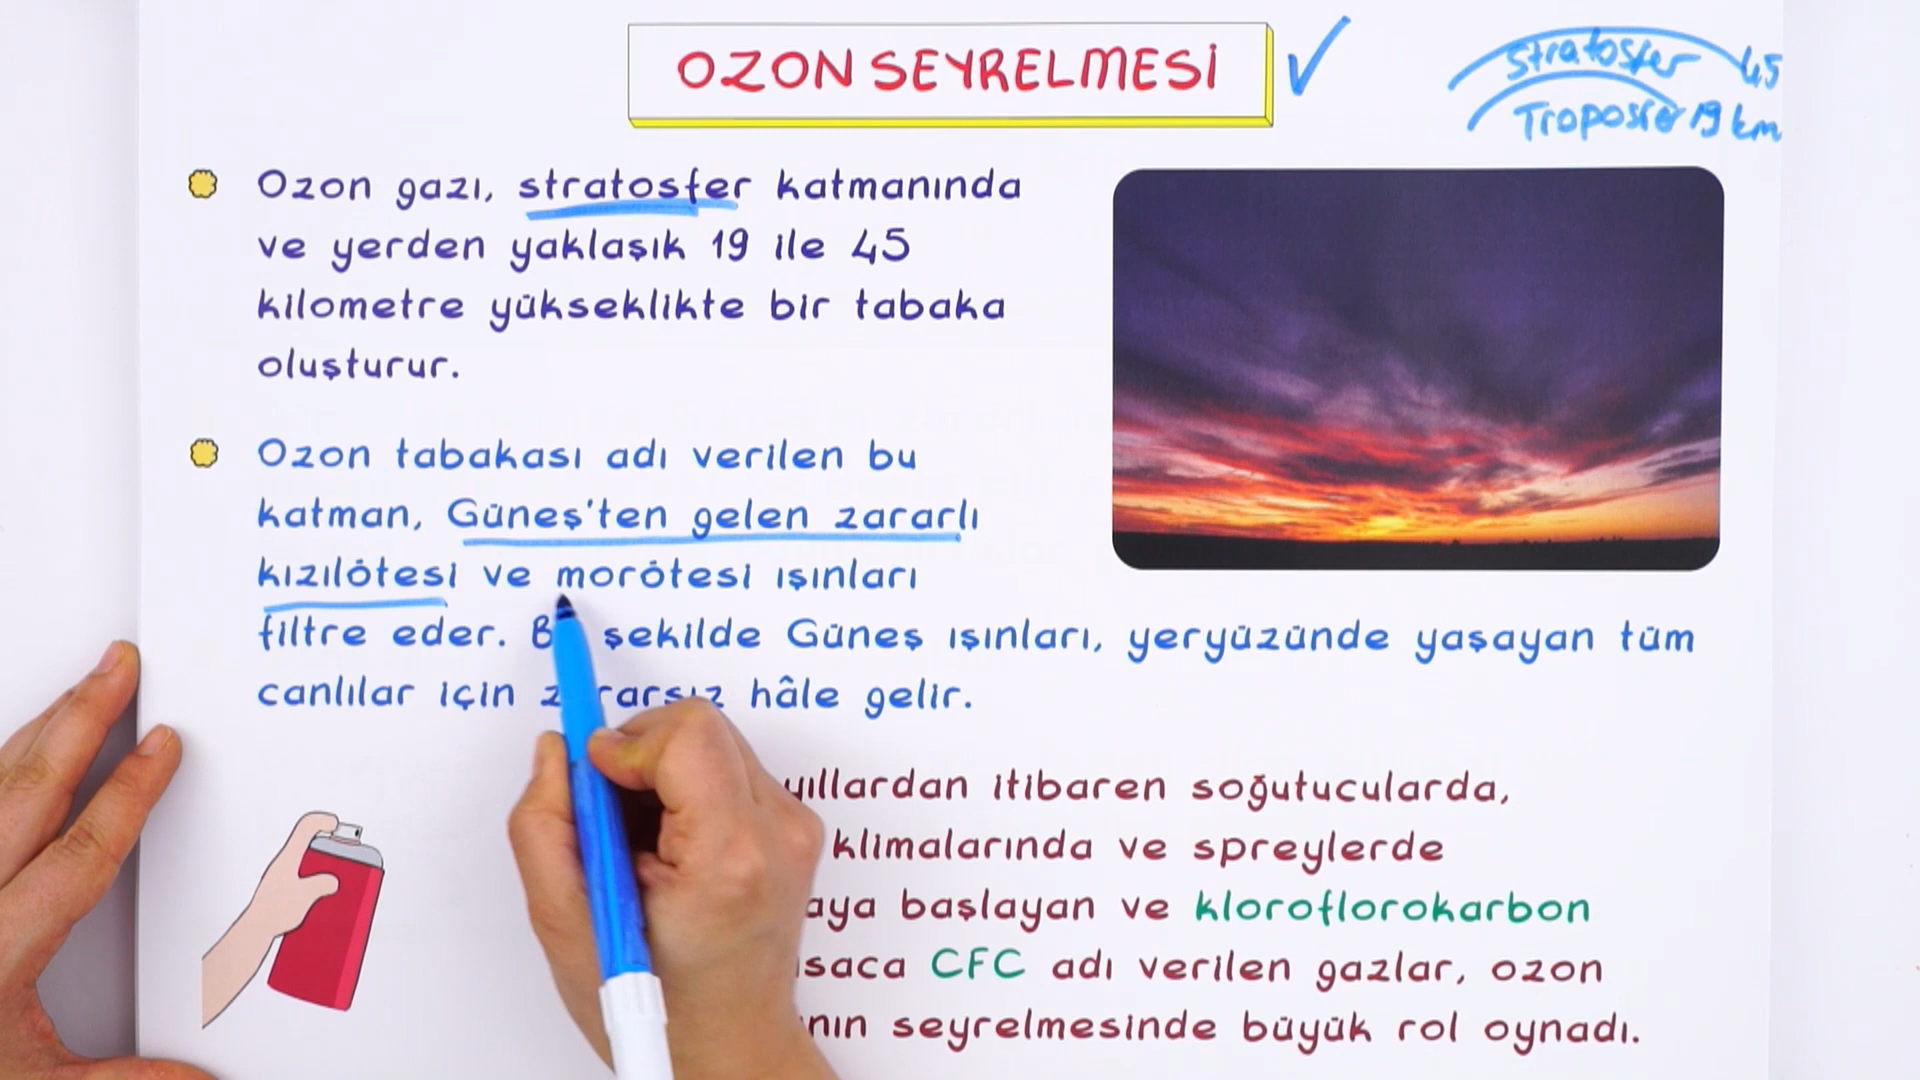 OZON SEYRELMESİ
Stratosfer 45
Troposfer 19 km
Ozon gazı, stratosfer katmanında
ve yerden yaklaşık 19 ile 45
kilometre yükseklikte bir tabaka
oluşturur.
Ozon tabakası adı verilen bu
katman, Güneş'ten gelen zararlı
kızılötesi ve morötesi ışınları
filtre eder. B şekilde Güneş ışınları, yeryüzünde yaşayan tüm
canlılar için hâle gelir.
yıllardan itibaren soğutucularda,
klimalarında ve spreylerde
başlayan ve kloroflorokarbon
CFC adı verilen gazlar, ozon
seyrelmesinde büyük rol oynadı.